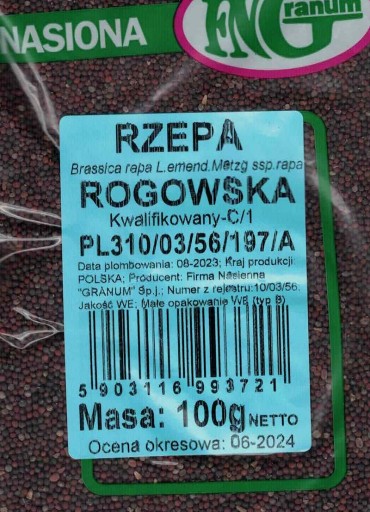 NASIONA
Granum
RZEPA
Brassica rapa L.emend.Metzg ssp.rapa
ROGOWSKA
Kwalifikowany-C/1
PL310/03/56/197/A
Data plombowania: 08-2023; Kraj produkcji
POLSKA; Producent: Firma Nasienna
"GRANUM" Sp.j.; Numer z rejestru:10/03/56;
Jakość WE; Małe opakowanie WE (typ B)
5 903116 993721
Masa: 100g NETTO
Ocena okresowa: 06-2024